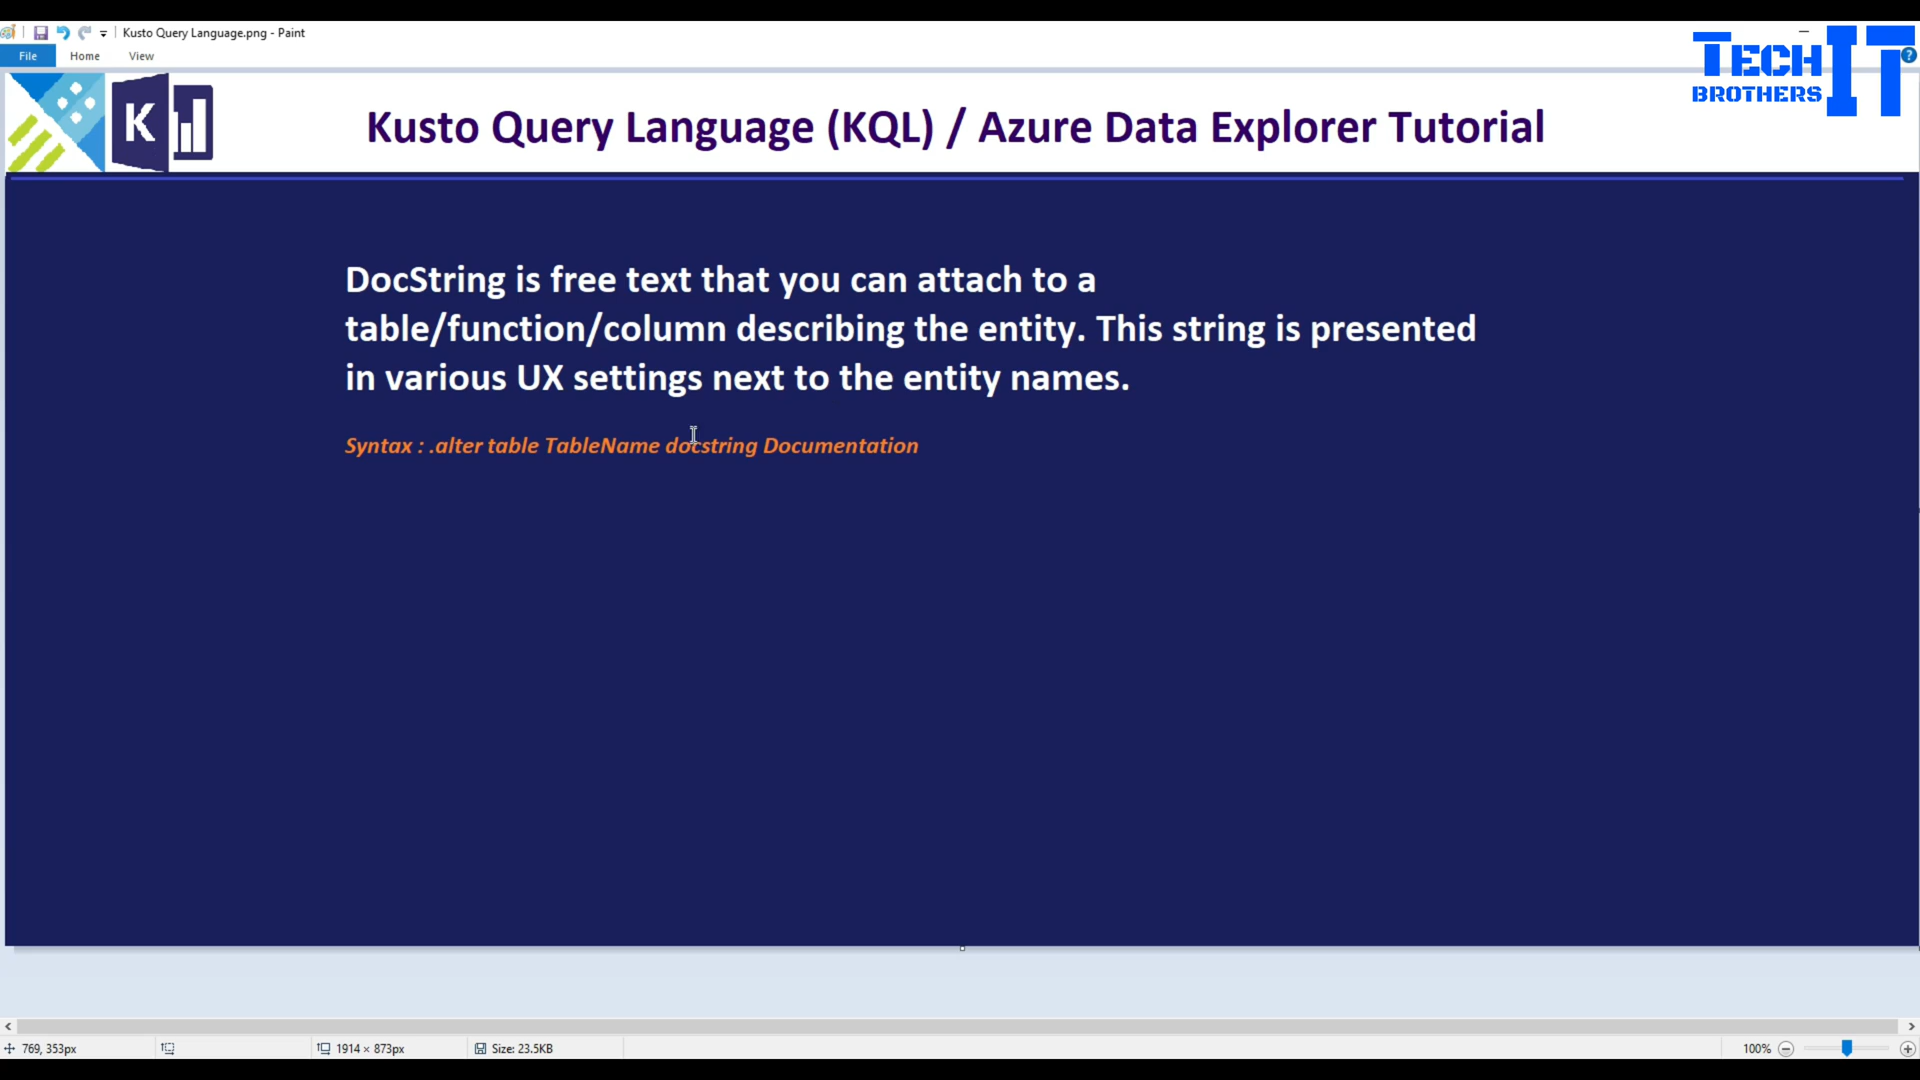 Kusto Query Language.png - Paint
File Home View
TECH IT
BROTHERS
?
K
Kusto Query Language (KQL) / Azure Data Explorer Tutorial
DocString is free text that you can attach to a
table/function/column describing the entity. This string is presented
in various UX settings next to the entity names.
Syntax : .alter table TableName docstring Documentation
769, 353px 1914 × 873px Size: 23.5KB 100%